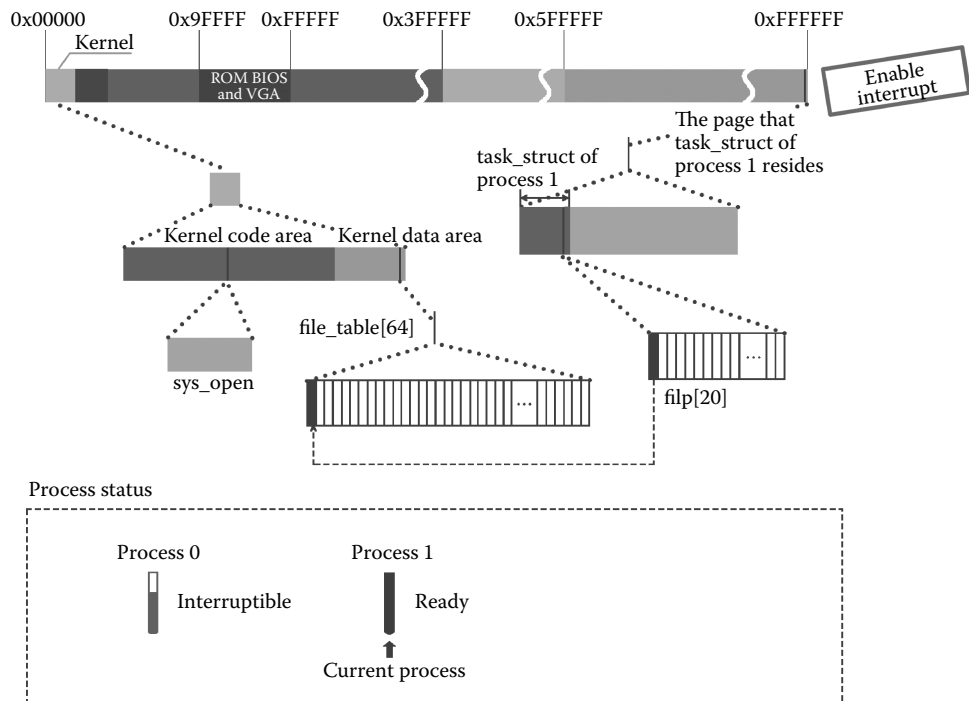 0x00000 0x9FFFF 0xFFFFF 0x3FFFFF 0x5FFFFF 0xFFFFFF
Kernel
ROM BIOS
and VGA
Enable
interrupt
The page that
task_struct of
process 1 resides
task_struct of
process 1
Kernel code area Kernel data area
file_table[64]
sys_open
...
...
filp[20]
Process status
Process 0 Process 1
Interruptible Ready
Current process